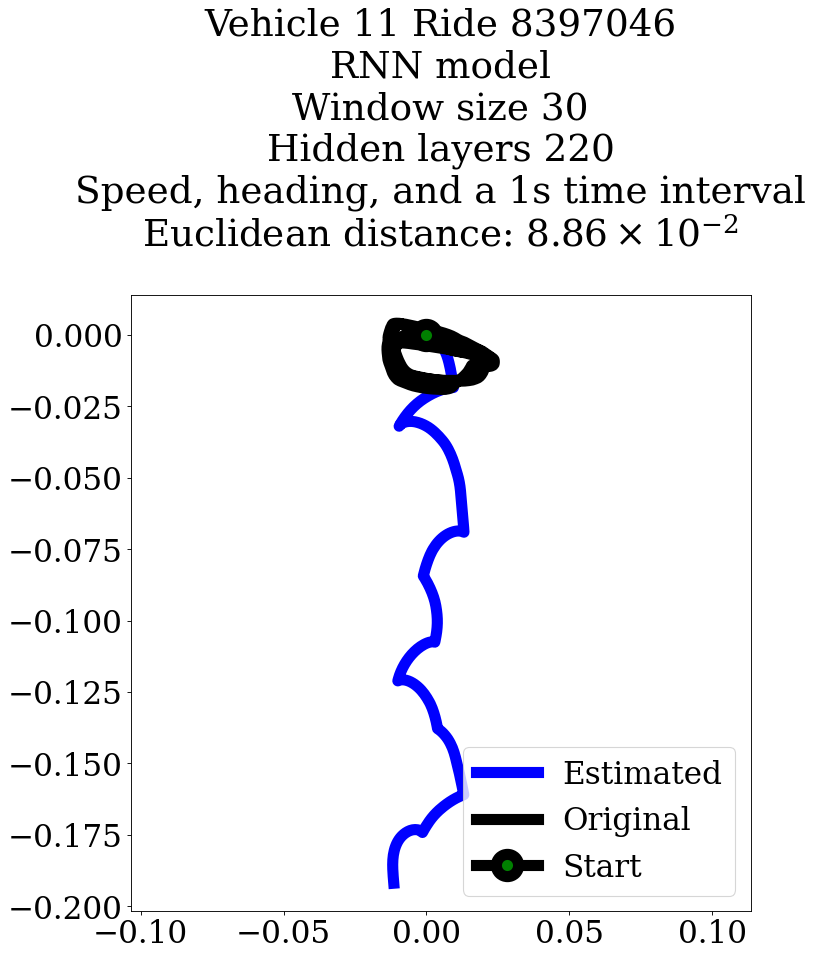 Vehicle 11 Ride 8397046
RNN model
Window size 30
Hidden layers 220
Speed, heading, and a 1s time interval
Euclidean distance: 8.86 × 10⁻²
0.000
−0.025
−0.050
−0.075
−0.100
−0.125
−0.150
−0.175
−0.200
Estimated
Original
Start
−0.10 −0.05 0.00 0.05 0.10